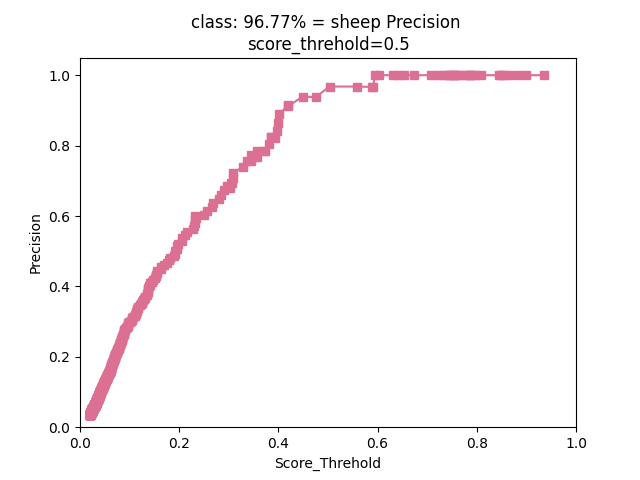 class: 96.77% = sheep Precision
score_threhold=0.5
1.0
0.8
0.6
0.4
0.2
0.0
Precision
0.0 0.2 0.4 0.6 0.8 1.0
Score_Threhold